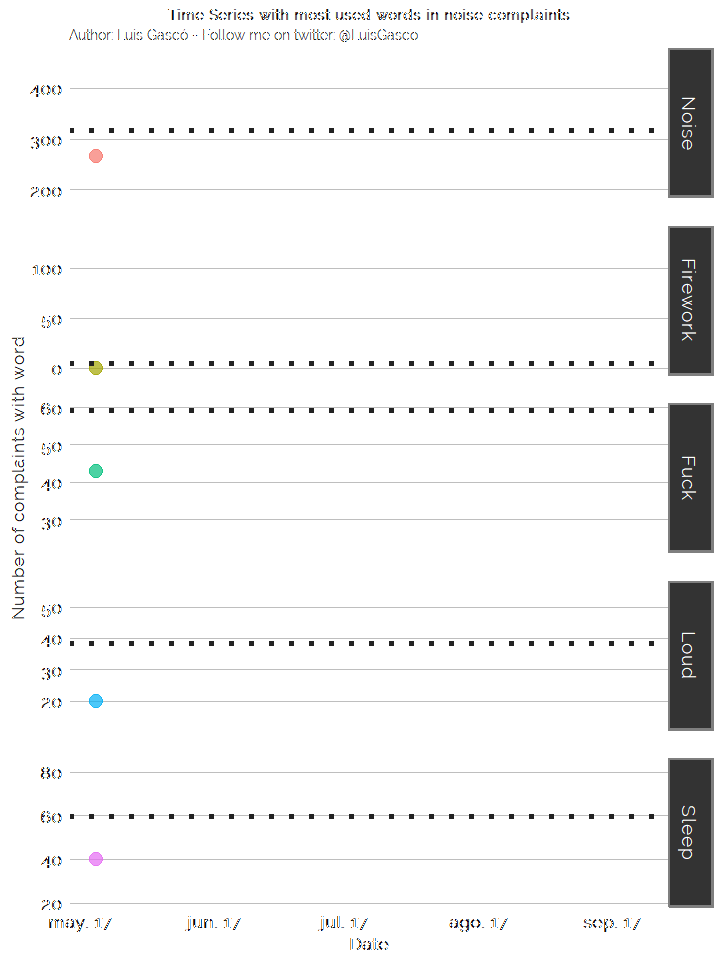 Time Series with most used words in noise complaints
Author: Luis Gascó - Follow me on twitter: @LuisGasco
Number of complaints with word
400
300
200
Noise
100
50
0
Firework
60
50
40
30
Fuck
50
40
30
20
Loud
80
60
40
20
Sleep
may. 17
jun. 17
jul. 17
ago. 17
sep. 17
Date